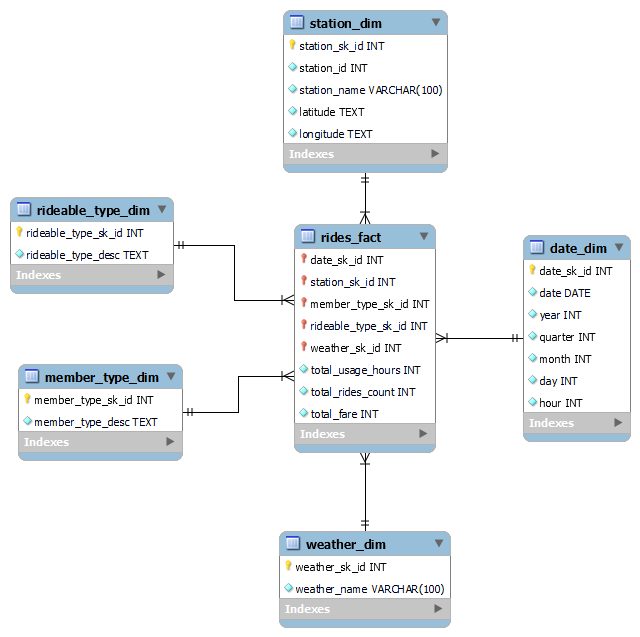 station_dim
station_sk_id INT
station_id INT
station_name VARCHAR(100)
latitude TEXT
longitude TEXT
Indexes
rideable_type_dim
rideable_type_sk_id INT
rideable_type_desc TEXT
Indexes
rides_fact
date_sk_id INT
station_sk_id INT
member_type_sk_id INT
rideable_type_sk_id INT
weather_sk_id INT
total_usage_hours INT
total_rides_count INT
total_fare INT
Indexes
date_dim
date_sk_id INT
date DATE
year INT
quarter INT
month INT
day INT
hour INT
Indexes
member_type_dim
member_type_sk_id INT
member_type_desc TEXT
Indexes
weather_dim
weather_sk_id INT
weather_name VARCHAR(100)
Indexes